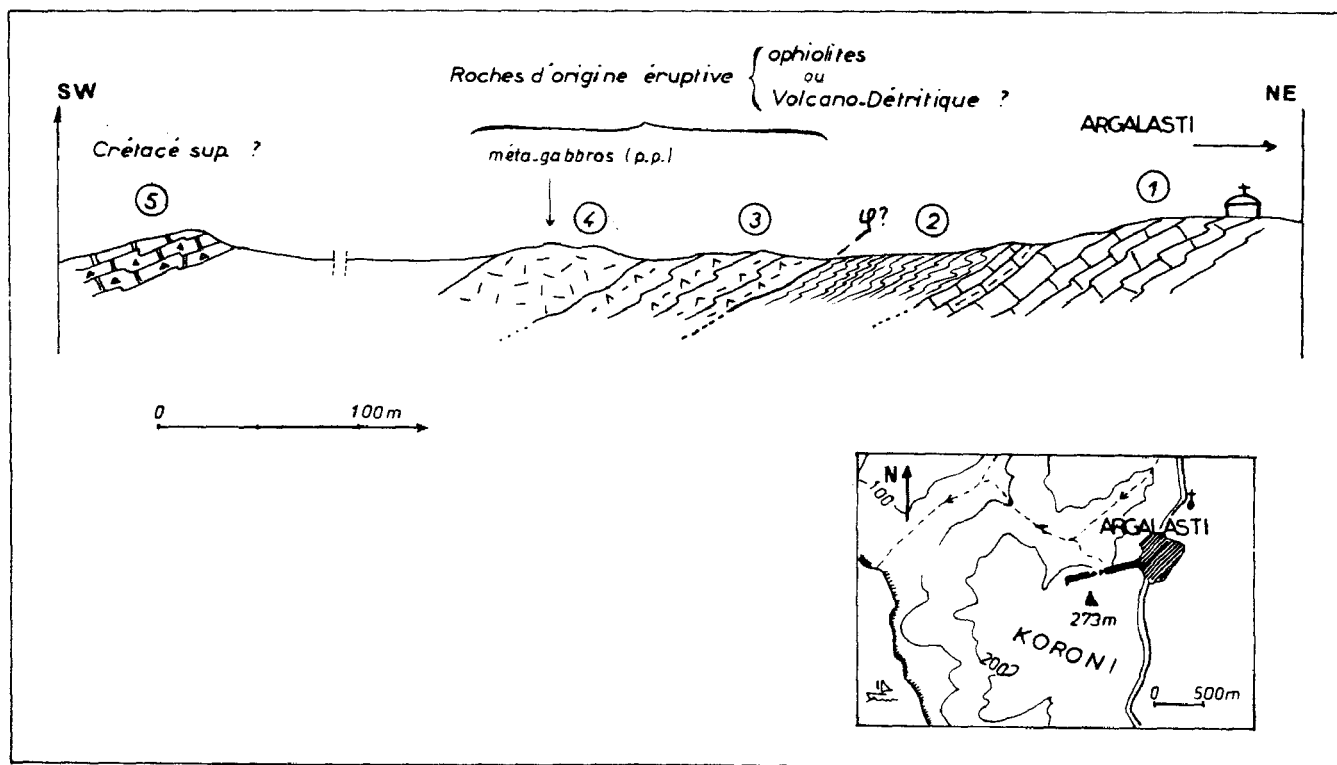 Roches d'origine éruptive { ophiolites
ou
Volcano-Détritique ?
SW
NE
Crétacé sup. ?
ARGALASTI
méta-gabbros (p.p.)
5
4
3
φ?
2
1
0 100m
N
100
ARGALASTI
273m
KORONI
200
0 500m